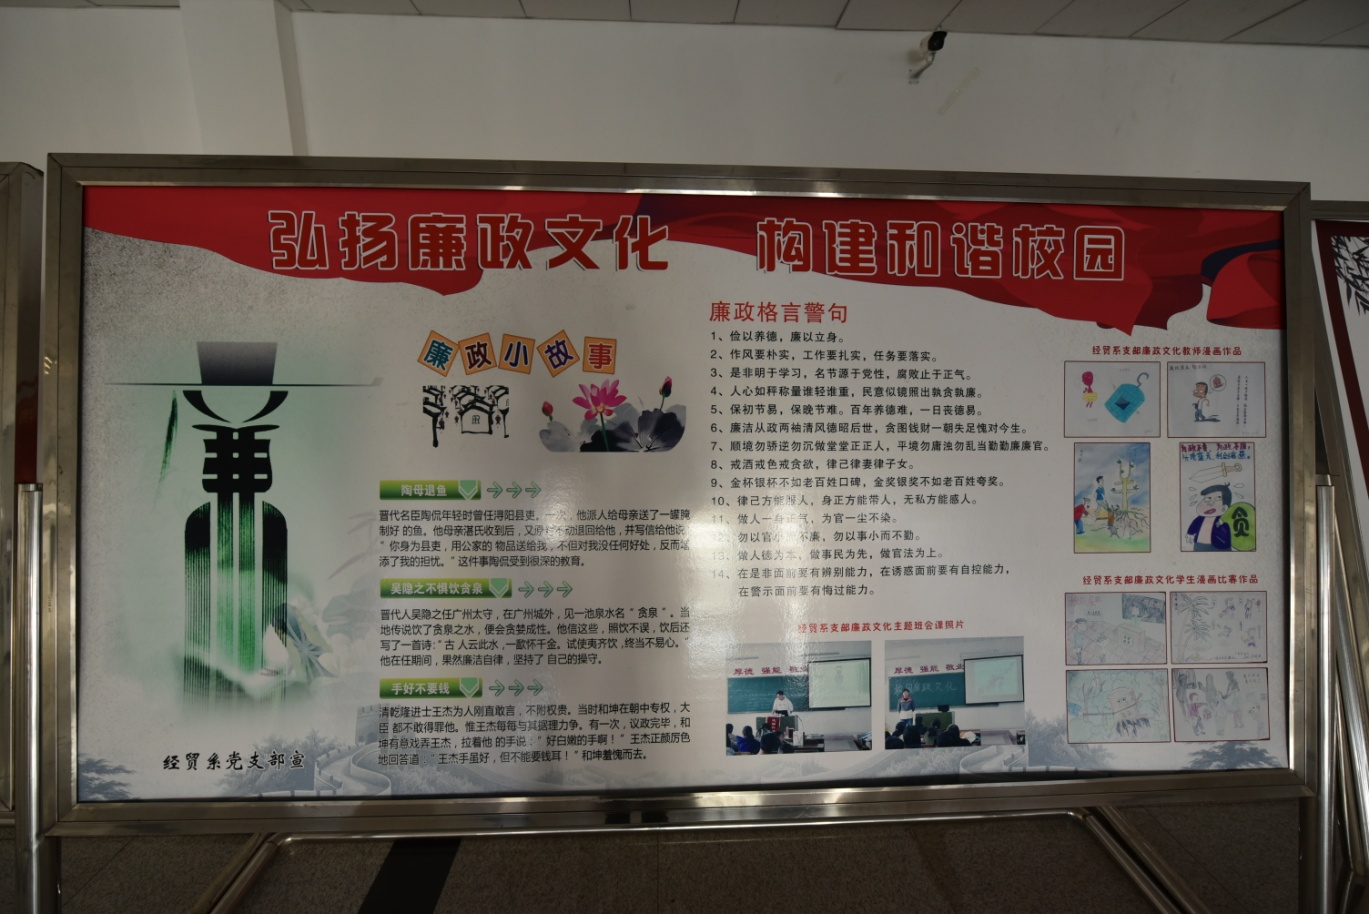 弘扬廉政文化 构建和谐校园
廉政小故事
陶母退鱼
晋代名臣陶侃年轻时曾任浔阳县吏。一次，他派人给母亲送了一罐腌
制好 的鱼。他母亲湛氏收到后，又原封不动退回给他，并写信给他说：
"你身为县吏，用公家的 物品送给我，不但对我没任何好处，反而增
添了我的担忧。"这件事陶侃受到很深的教育。
吴隐之不惧饮贪泉
晋代人吴隐之任广州太守，在广州城外，见一池泉水名"贪泉"。当
地传说饮了贪泉之水，便会贪婪成性。他信这些，照饮不误，饮后还
写了一首诗："古 人云此水，一歃怀千金。试使夷齐饮，终当不易心。"
他在任期间，果然廉洁自律，坚持了 自己的操守。
手好不要钱
清乾隆进士王杰为人刚直敢言，不附权贵。当时和坤在朝中专权，大
臣 都不敢得罪他。惟王杰每每与其据理力争。有一次，议政完毕，和
坤有意戏弄王杰，拉着他 的手说："好白嫩的手啊！"王杰正颜厉色
地回答道："王杰手虽好，但不能要钱耳！"和坤羞愧而去。
经贸系党支部宣
廉政格言警句
1、俭以养德，廉以立身。
2、作风要朴实，工作要扎实，任务要落实。
3、是非明于学习，名节源于党性，腐败止于正气。
4、人心如秤称量谁轻谁重，民意似镜照出孰贪孰廉。
5、保初节易，保晚节难。百年养德难，一日丧德易。
6、廉洁从政两袖清风德昭后世，贪图钱财一朝失足愧对今生。
7、顺境勿骄逆勿沉做堂堂正正人，平境勿庸浊勿乱当勤勤廉廉官。
8、戒酒戒色戒贪欲，律己律妻律子女。
9、金杯银杯不如老百姓口碑，金奖银奖不如老百姓夸奖。
10、律己方能服人，身正方能带人，无私方能感人。
11、做人一身正气，为官一尘不染。
12、勿以官小而不廉，勿以事小而不勤。
13、做人德为本，做事民为先，做官法为上。
14、在是非面前要有辨别能力，在诱惑面前要有自控能力，
在警示面前要有悔过能力。
经贸系支部廉政文化主题班会课照片
厚德 强能 敬业
厚德 强能 敬业
廉政文化
经贸系支部廉政文化教师漫画作品
经贸系支部廉政文化学生漫画比赛作品